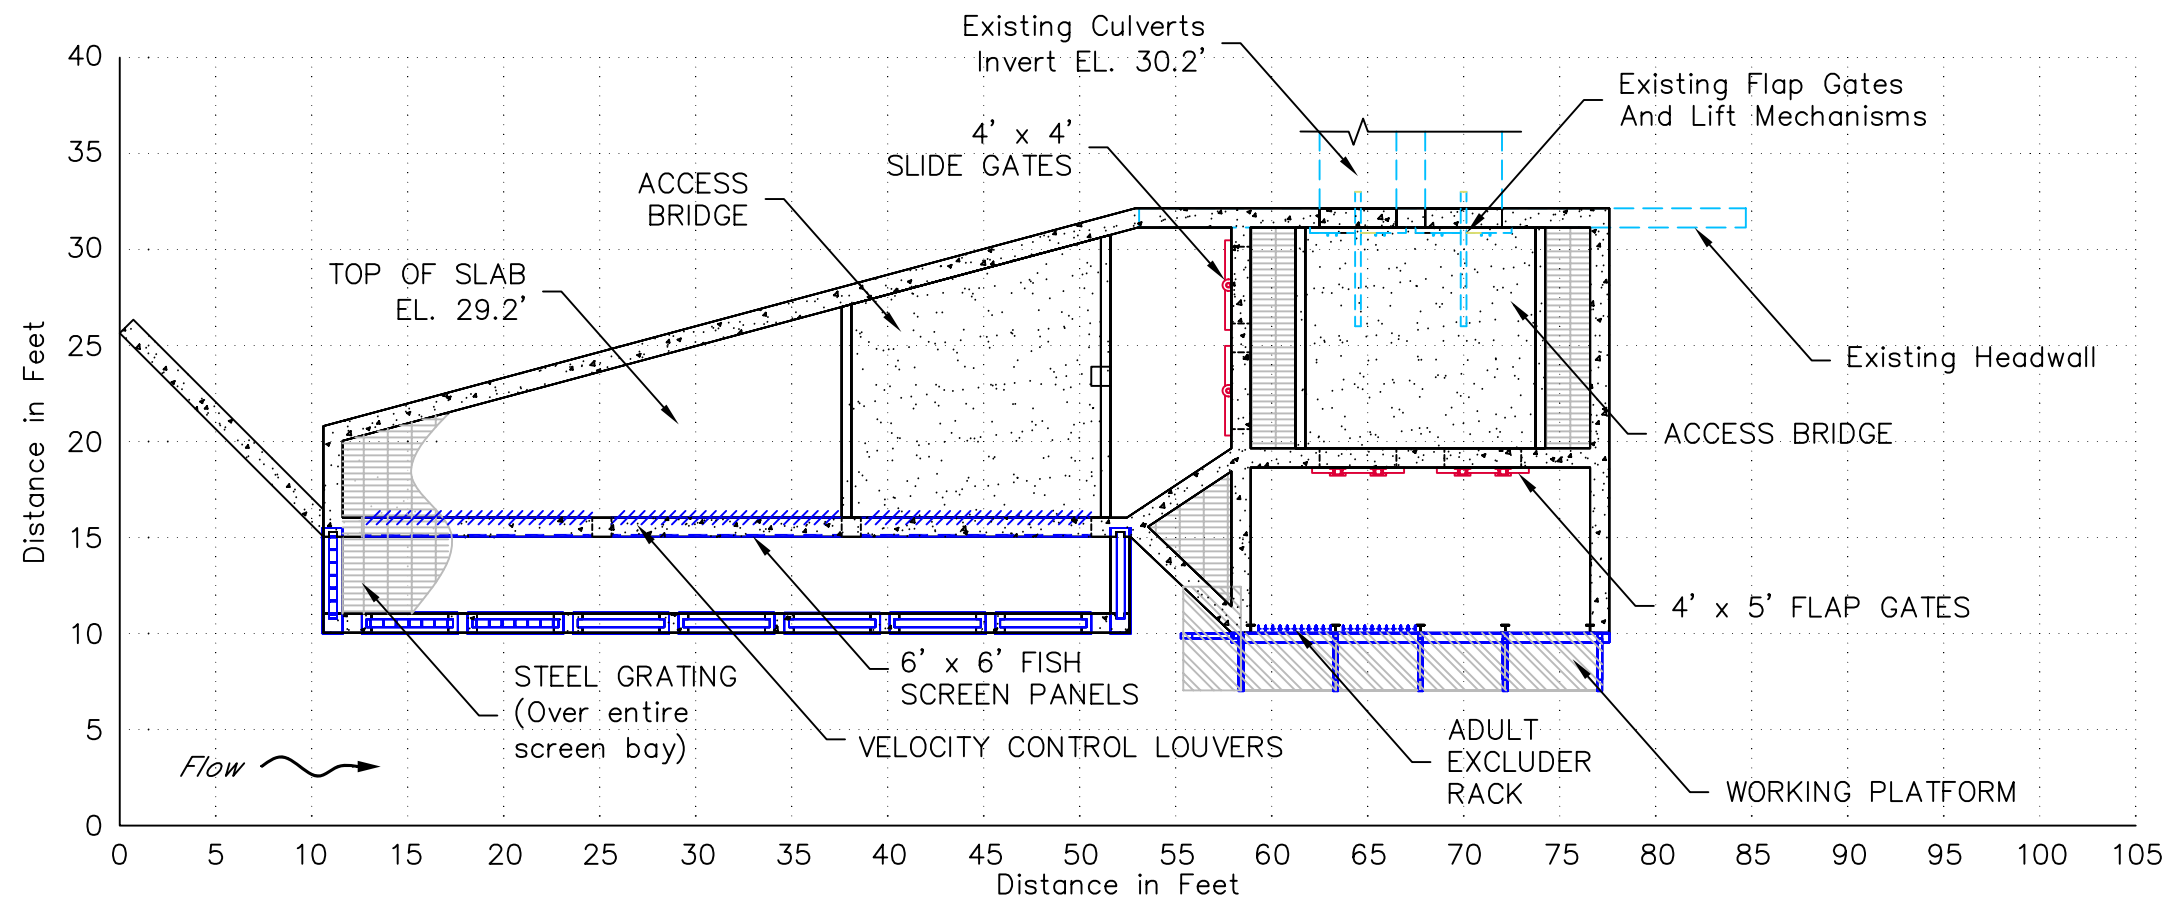 Existing Culverts
Invert EL. 30.2'
Existing Flap Gates
And Lift Mechanisms
4' x 4'
SLIDE GATES
ACCESS
BRIDGE
TOP OF SLAB
EL. 29.2'
Existing Headwall
ACCESS BRIDGE
4' x 5' FLAP GATES
6' x 6' FISH
SCREEN PANELS
STEEL GRATING
(Over entire
screen bay)
VELOCITY CONTROL LOUVERS
ADULT
EXCLUDER
RACK
WORKING PLATFORM
Flow
Distance in Feet
40
35
30
25
20
15
10
5
0
0 5 10 15 20 25 30 35 40 45 50 55 60 65 70 75 80 85 90 95 100 105
Distance in Feet